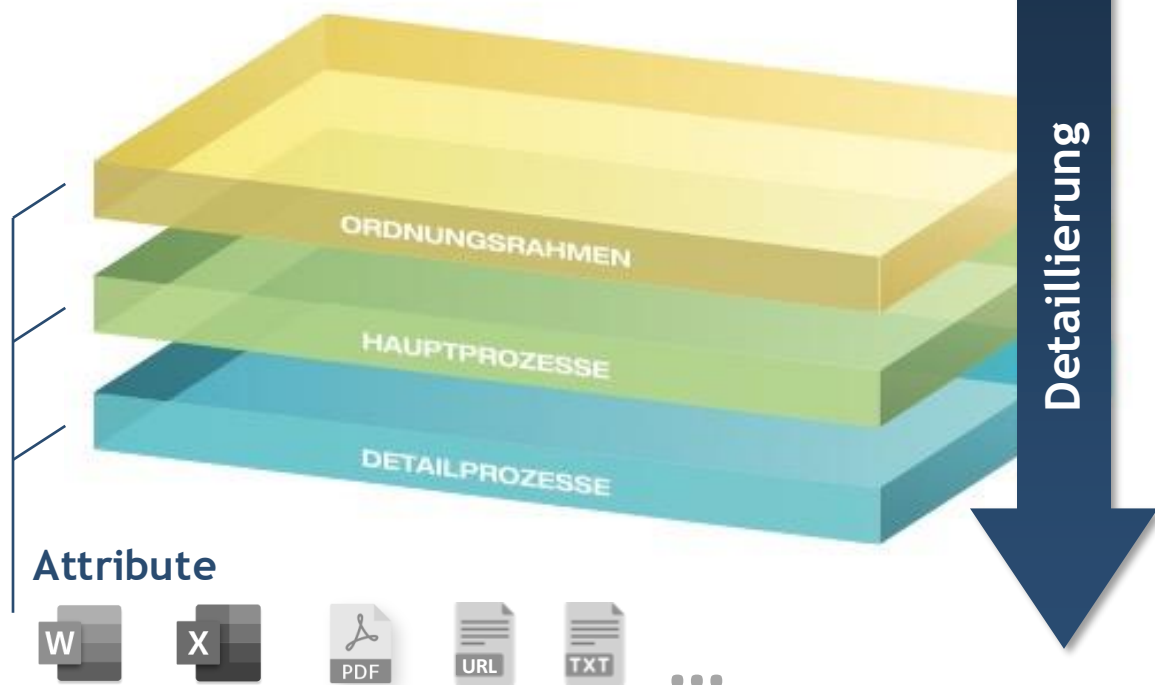 ORDNUNGSRAHMEN
HAUPTPROZESSE
DETAILPROZESSE
Detaillierung
Attribute
W
X
PDF
URL
TXT
...